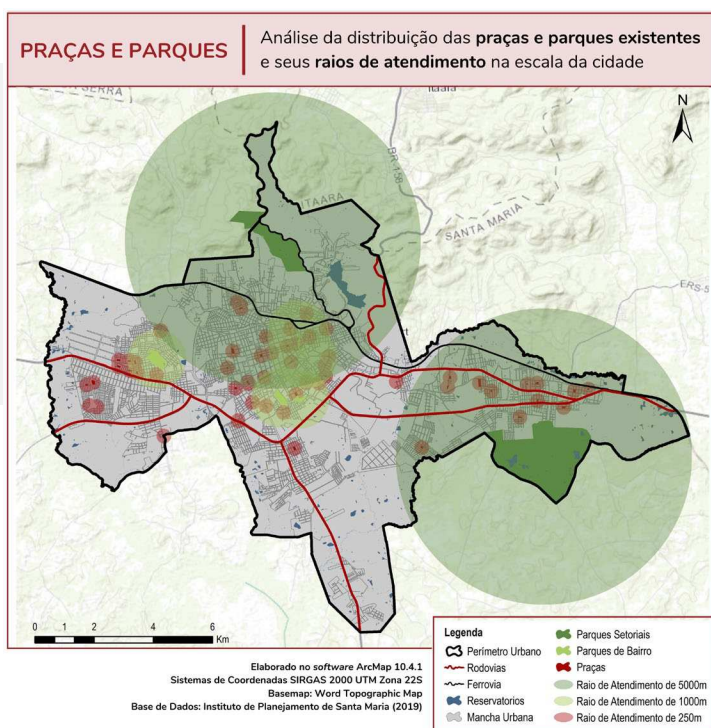 PRAÇAS E PARQUES
Análise da distribuição das praças e parques existentes
e seus raios de atendimento na escala da cidade
Itaara
N
BR-158
ITAARA
SANTA MARIA
ERS-5
0 1 2 4 6
Km
Elaborado no software ArcMap 10.4.1
Sistemas de Coordenadas SIRGAS 2000 UTM Zona 22S
Basemap: Word Topographic Map
Base de Dados: Instituto de Planejamento de Santa Maria (2019)
Legenda
Perímetro Urbano
Rodovias
Ferrovia
Reservatorios
Mancha Urbana
Parques Setoriais
Parques de Bairro
Praças
Raio de Atendimento de 5000m
Raio de Atendimento de 1000m
Raio de Atendimento de 250m